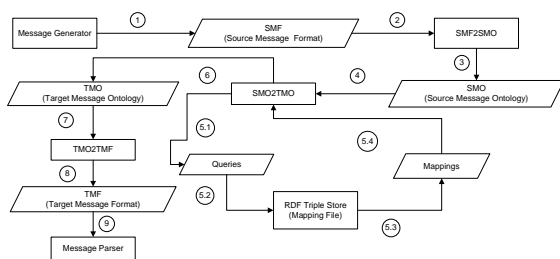 Message Generator
1
SMF
(Source Message Format)
2
SMF2SMO
3
SMO
(Source Message Ontology)
4
SMO2TMO
6
TMO
(Target Message Ontology)
7
TMO2TMF
8
TMF
(Target Message Format)
9
Message Parser
5.1
Queries
5.2
RDF Triple Store
(Mapping File)
5.3
Mappings
5.4